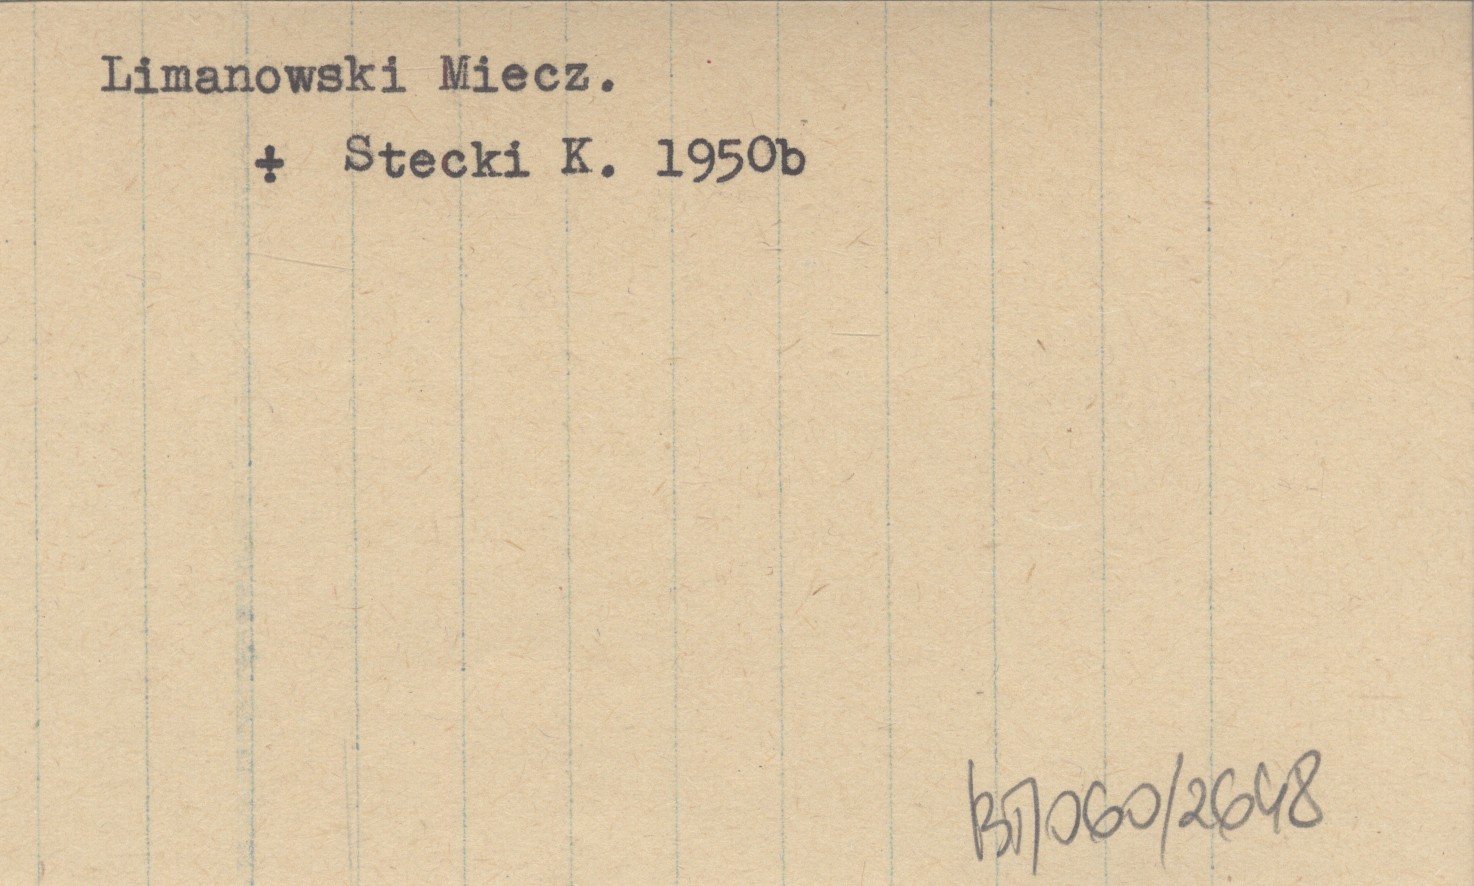 Limanowski Miecz.
÷ Stecki K. 1950b
BT/060/2648